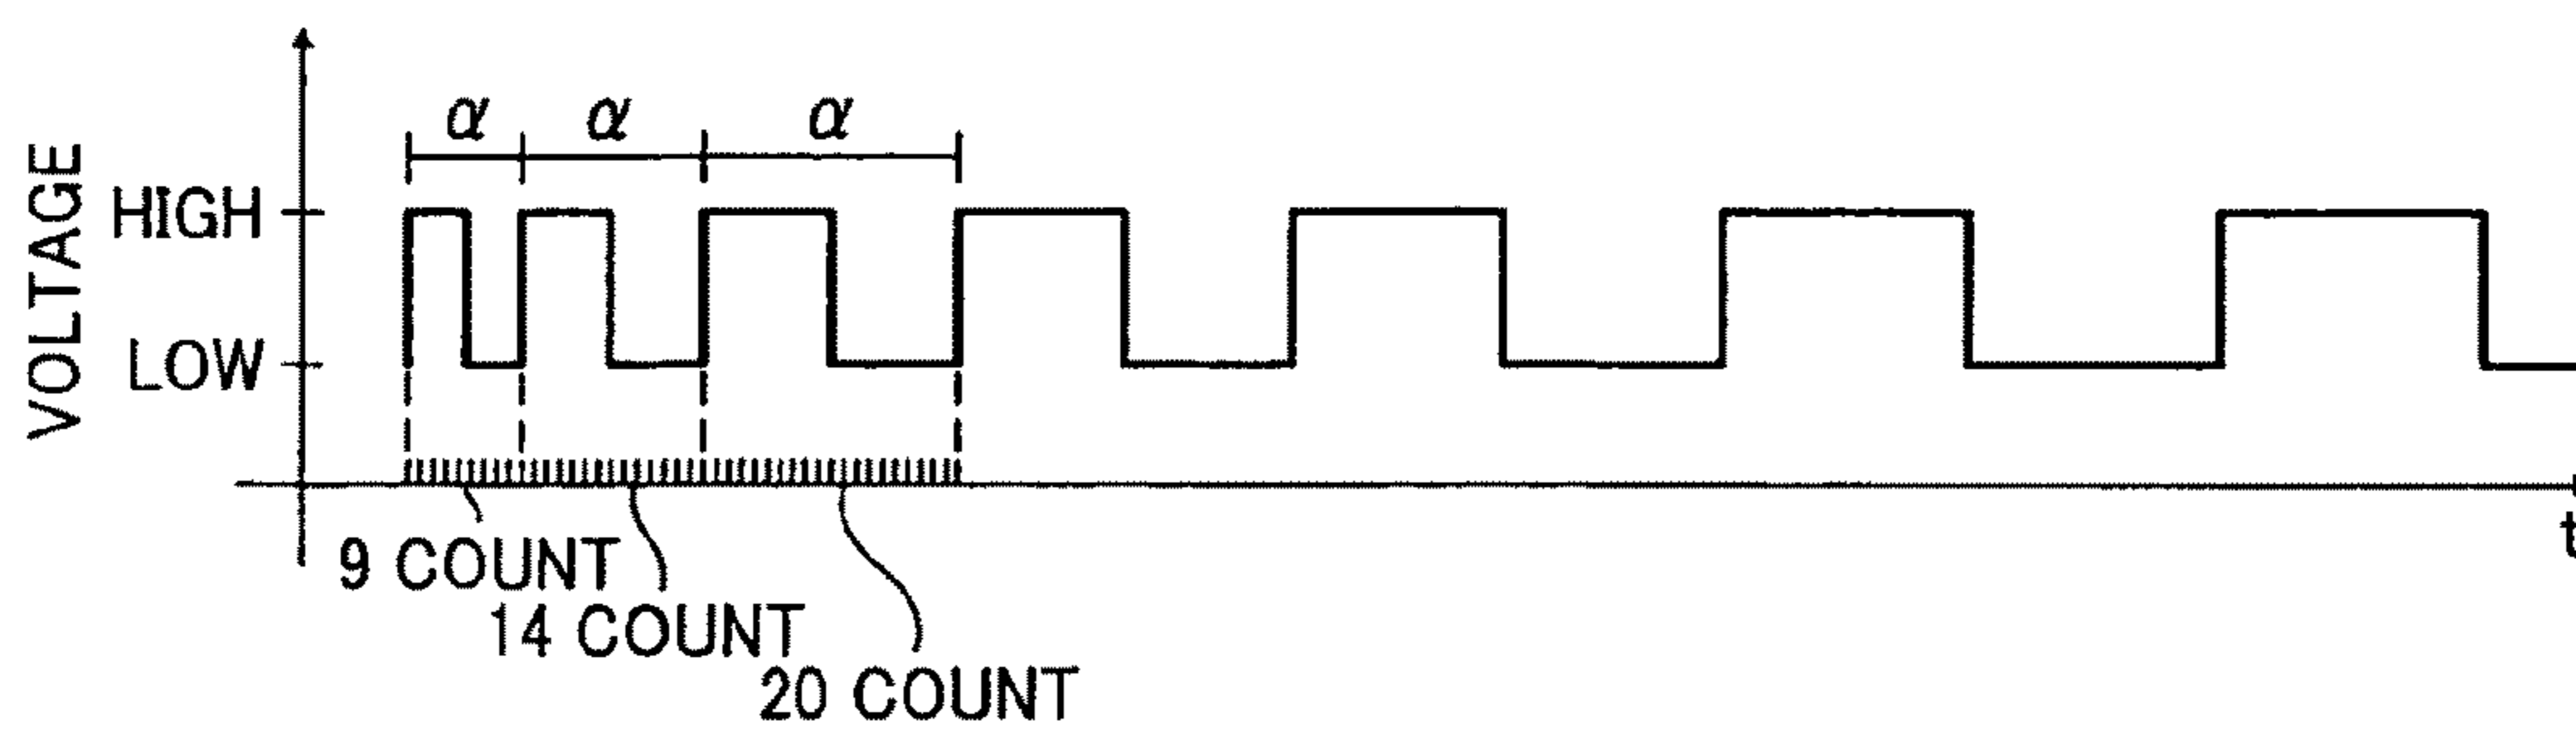 VOLTAGE
HIGH
LOW
α α α
9 COUNT
14 COUNT
20 COUNT
t